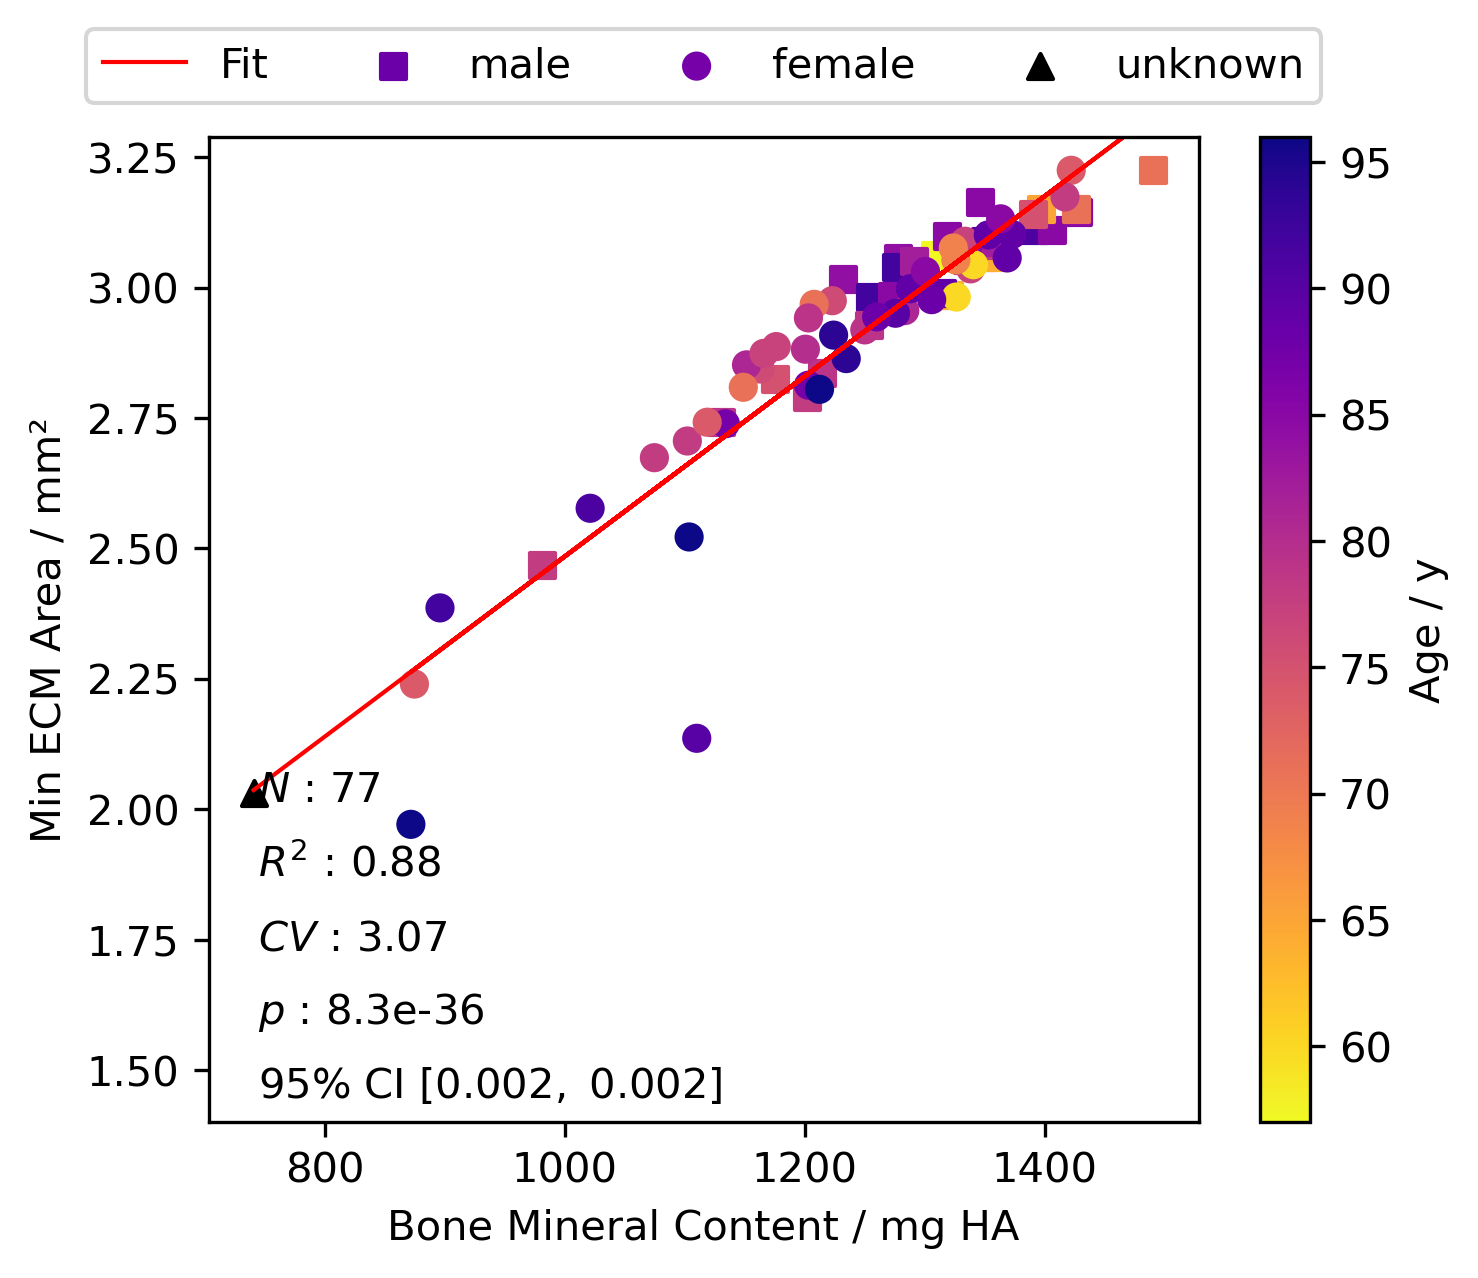 Fit male female unknown
3.25
3.00
2.75
2.50
2.25
2.00
1.75
1.50
Min ECM Area / mm²
N : 77
R² : 0.88
CV : 3.07
p : 8.3e-36
95% CI [0.002, 0.002]
800 1000 1200 1400
Bone Mineral Content / mg HA
95
90
85
80
75
70
65
60
Age / y